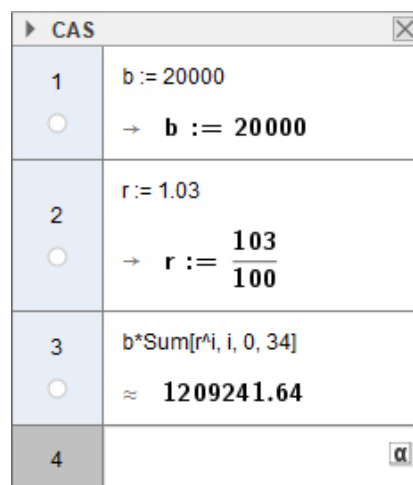 CAS
1
b := 20000
→ b := 20000
2
r := 1.03
→ r := 103/100
3
b*Sum[r^i, i, 0, 34]
≈ 1209241.64
4
α